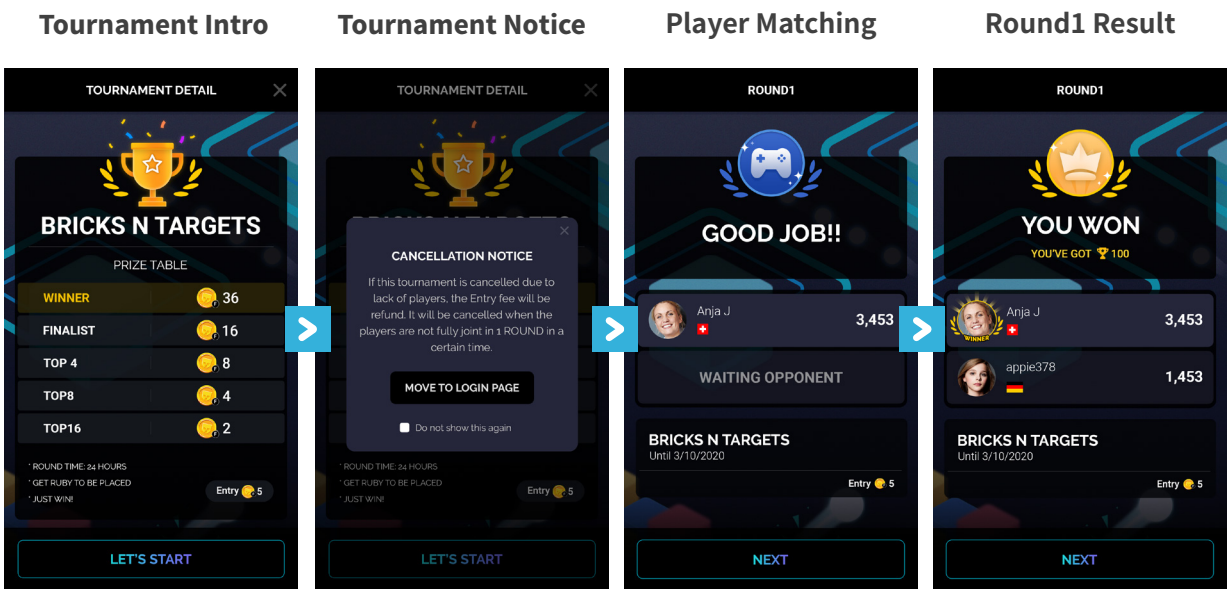 Tournament Intro
Tournament Notice
Player Matching
Round1 Result
TOURNAMENT DETAIL
BRICKS N TARGETS
PRIZE TABLE
WINNER 36
FINALIST 16
TOP 4 8
TOP8 4
TOP16 2
* ROUND TIME: 24 HOURS
* GET RUBY TO BE PLACED
* JUST WIN!
Entry 5
LET'S START
TOURNAMENT DETAIL
BRICKS N TARGETS
CANCELLATION NOTICE
If this tournament is cancelled due to
lack of players, the Entry fee will be
refund. It will be cancelled when the
players are not fully joint in 1 ROUND in a
certain time.
MOVE TO LOGIN PAGE
Do not show this again
* ROUND TIME: 24 HOURS
* GET RUBY TO BE PLACED
* JUST WIN!
Entry 5
LET'S START
ROUND1
GOOD JOB!!
Anja J
3,453
WAITING OPPONENT
BRICKS N TARGETS
Until 3/10/2020
Entry 5
NEXT
ROUND1
YOU WON
YOU'VE GOT 100
Anja J
3,453
WINNER
appie378
1,453
BRICKS N TARGETS
Until 3/10/2020
Entry 5
NEXT